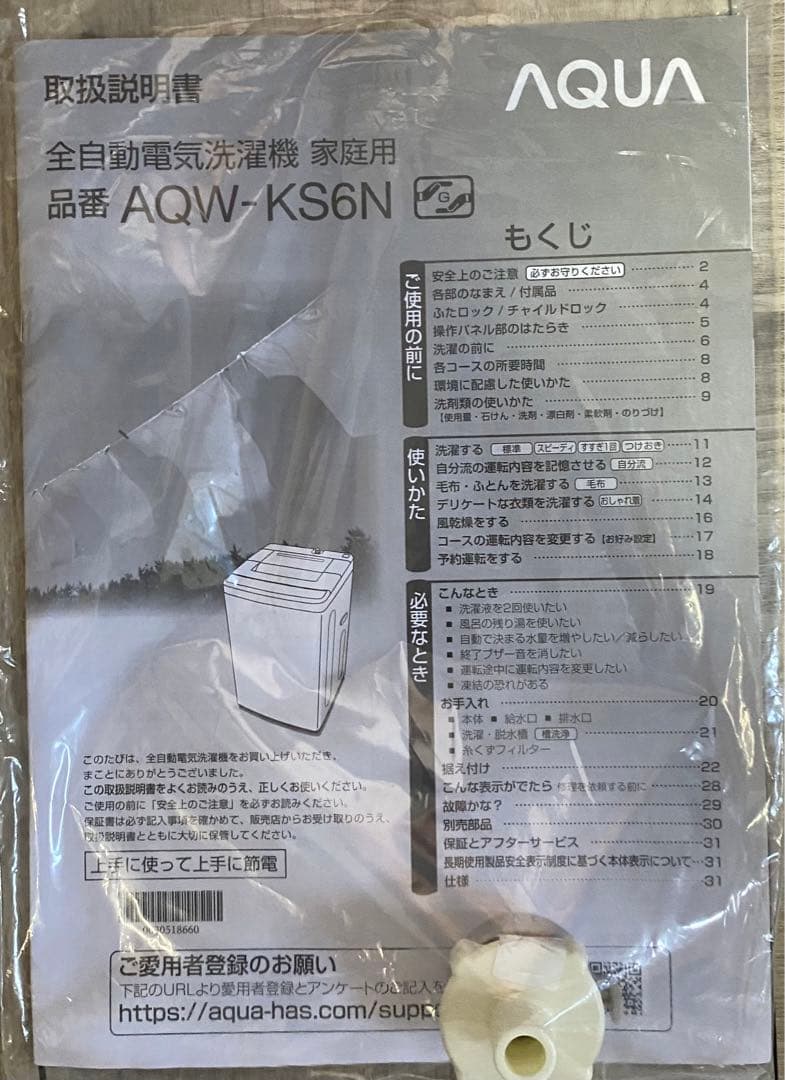 取扱説明書
AQUA
全自動電気洗濯機 家庭用
品番 AQW-KS6N
G
もくじ
ご使用の前に
安全上のご注意 必ずお守りください 2
各部のなまえ / 付属品 4
ふたロック / チャイルドロック 4
操作パネル部のはたらき 5
洗濯の前に 6
各コースの所要時間 8
環境に配慮した使いかた 8
洗剤類の使いかた 9
【使用量・石けん・洗剤・漂白剤・柔軟剤・のりづけ】
使いかた
洗濯する 標準 スピーディ すすぎ1回 つけおき 11
自分流の運転内容を記憶させる 自分流 12
毛布・ふとんを洗濯する 毛布 13
デリケートな衣類を洗濯する おしゃれ着 14
風乾燥をする 16
コースの運転内容を変更する【お好み設定】 17
予約運転をする 18
必要なとき
こんなとき 19
■ 洗濯液を2回使いたい
■ 風呂の残り湯を使いたい
■ 自動で決まる水量を増やしたい／減らしたい
■ 終了ブザー音を消したい
■ 運転途中に運転内容を変更したい
■ 凍結の恐れがある
お手入れ 20
■ 本体 ■ 給水口 ■ 排水口
■ 洗濯・脱水槽 槽洗浄 21
■ 糸くずフィルター
据え付け 22
こんな表示がでたら 修理を依頼する前に 28
故障かな？ 29
別売部品 30
保証とアフターサービス 31
長期使用製品安全表示制度に基づく本体表示について 31
仕様 31
このたびは、全自動電気洗濯機をお買い上げいただき、
まことにありがとうございました。
この取扱説明書をよくお読みのうえ、正しくお使いください。
ご使用の前に「安全上のご注意」を必ずお読みください。
保証書は必ず記入事項を確かめて、販売店からお受け取りのうえ、
取扱説明書とともに大切に保管してください。
上手に使って上手に節電
0030518660
ご愛用者登録のお願い
下記のURLより愛用者登録とアンケートのご記入を
https://aqua-has.com/supp